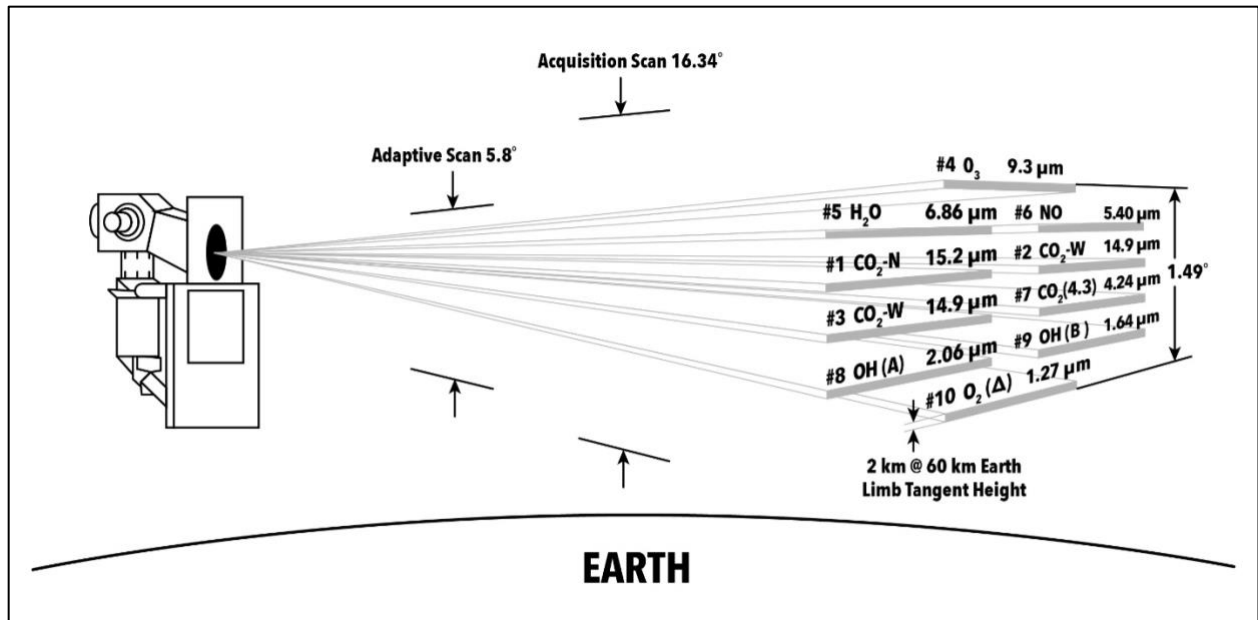 Acquisition Scan 16.34°
Adaptive Scan 5.8°
#4 O₃ 9.3 μm
#5 H₂O 6.86 μm
#6 NO 5.40 μm
#1 CO₂-N 15.2 μm
#2 CO₂-W 14.9 μm
1.49°
#3 CO₂-W 14.9 μm
#7 CO₂(4.3) 4.24 μm
#9 OH (B) 1.64 μm
#8 OH (A) 2.06 μm
#10 O₂ (Δ) 1.27 μm
2 km @ 60 km Earth
Limb Tangent Height
EARTH